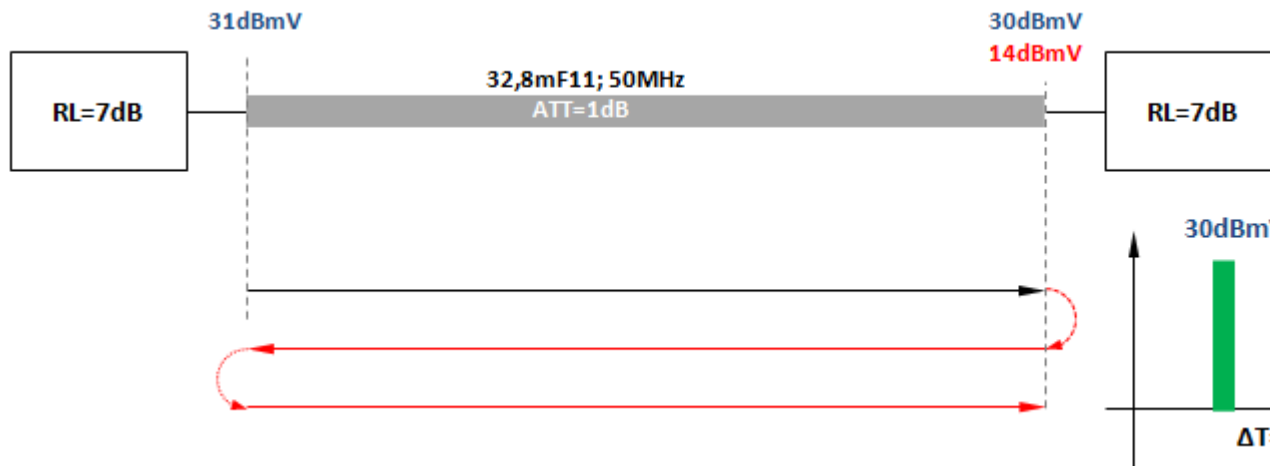 31dBmV
30dBmV
14dBmV
32,8mF11; 50MHz
RL=7dB
ATT=1dB
RL=7dB
30dBm
ΔT